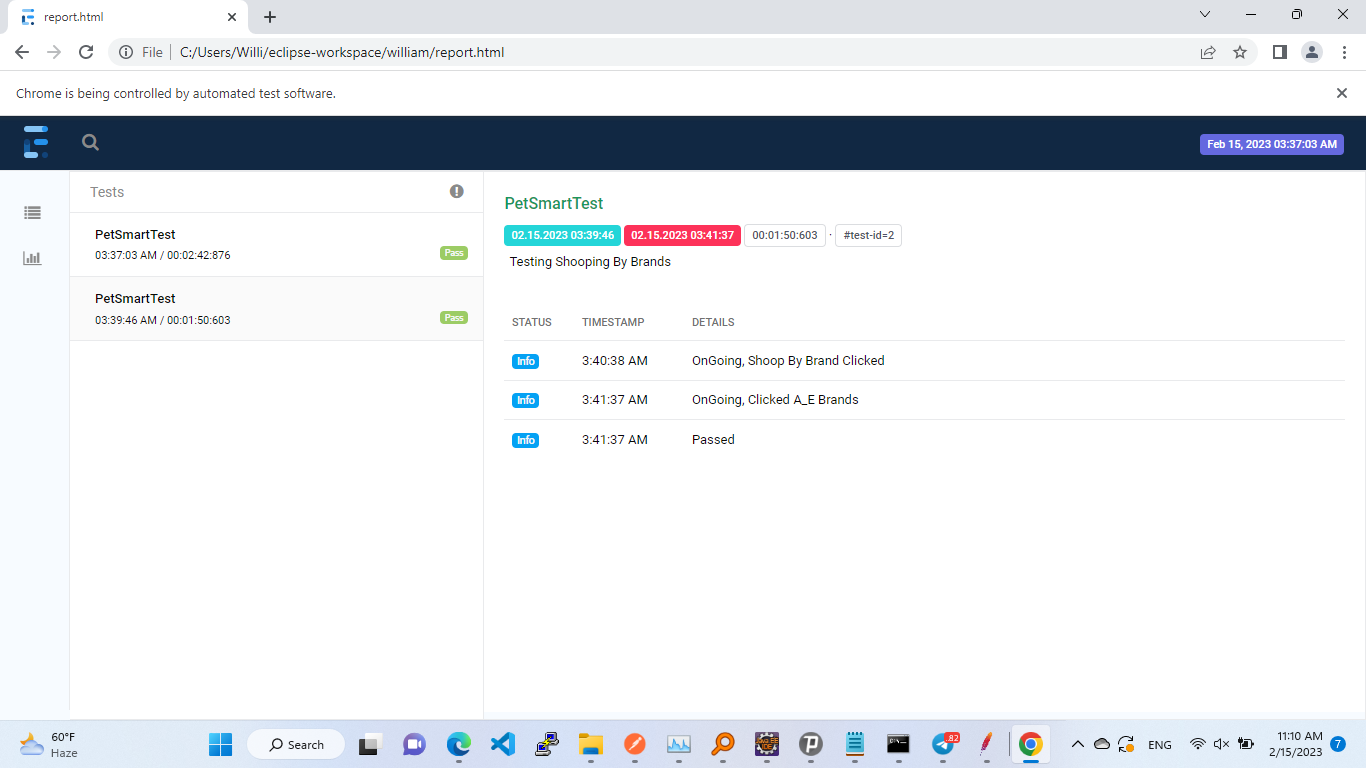 report.html
File C:/Users/Willi/eclipse-workspace/william/report.html
Chrome is being controlled by automated test software.
Feb 15, 2023 03:37:03 AM
Tests
PetSmartTest
03:37:03 AM / 00:02:42:876
Pass
PetSmartTest
03:39:46 AM / 00:01:50:603
Pass
PetSmartTest
02.15.2023 03:39:46 02.15.2023 03:41:37 00:01:50:603 · #test-id=2
Testing Shooping By Brands
STATUS TIMESTAMP DETAILS
Info 3:40:38 AM OnGoing, Shoop By Brand Clicked
Info 3:41:37 AM OnGoing, Clicked A_E Brands
Info 3:41:37 AM Passed
60°F
Haze
Search
82
ENG
11:10 AM
2/15/2023
7